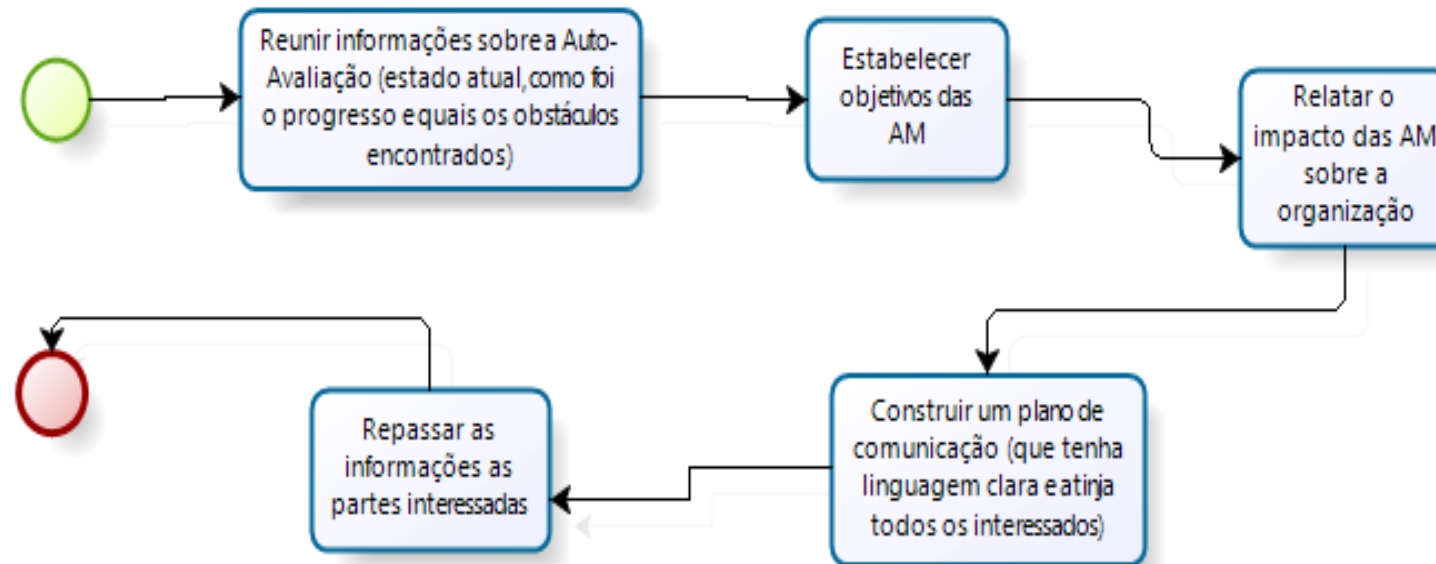 Reunir informações sobre a Auto-
Avaliação (estado atual, como foi
o progresso e quais os obstáculos
encontrados)
Estabelecer
objetivos das
AM
Relatar o
impacto das AM
sobre a
organização
Construir um plano de
comunicação (que tenha
linguagem clara e atinja
todos os interessados)
Repassar as
informações as
partes interessadas